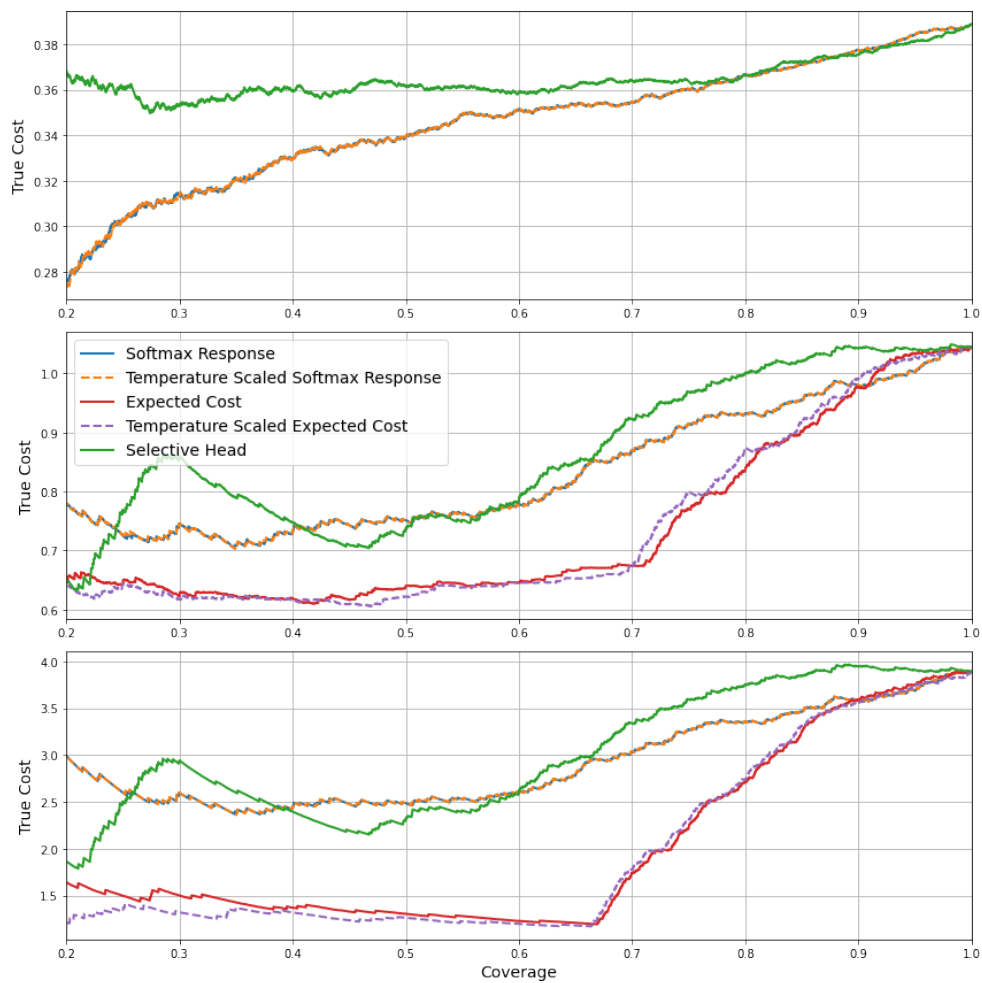 True Cost
0.38
0.36
0.34
0.32
0.30
0.28
0.2 0.3 0.4 0.5 0.6 0.7 0.8 0.9 1.0
True Cost
1.0
0.9
0.8
0.7
0.6
Softmax Response
Temperature Scaled Softmax Response
Expected Cost
Temperature Scaled Expected Cost
Selective Head
0.2 0.3 0.4 0.5 0.6 0.7 0.8 0.9 1.0
True Cost
4.0
3.5
3.0
2.5
2.0
1.5
0.2 0.3 0.4 0.5 0.6 0.7 0.8 0.9 1.0
Coverage